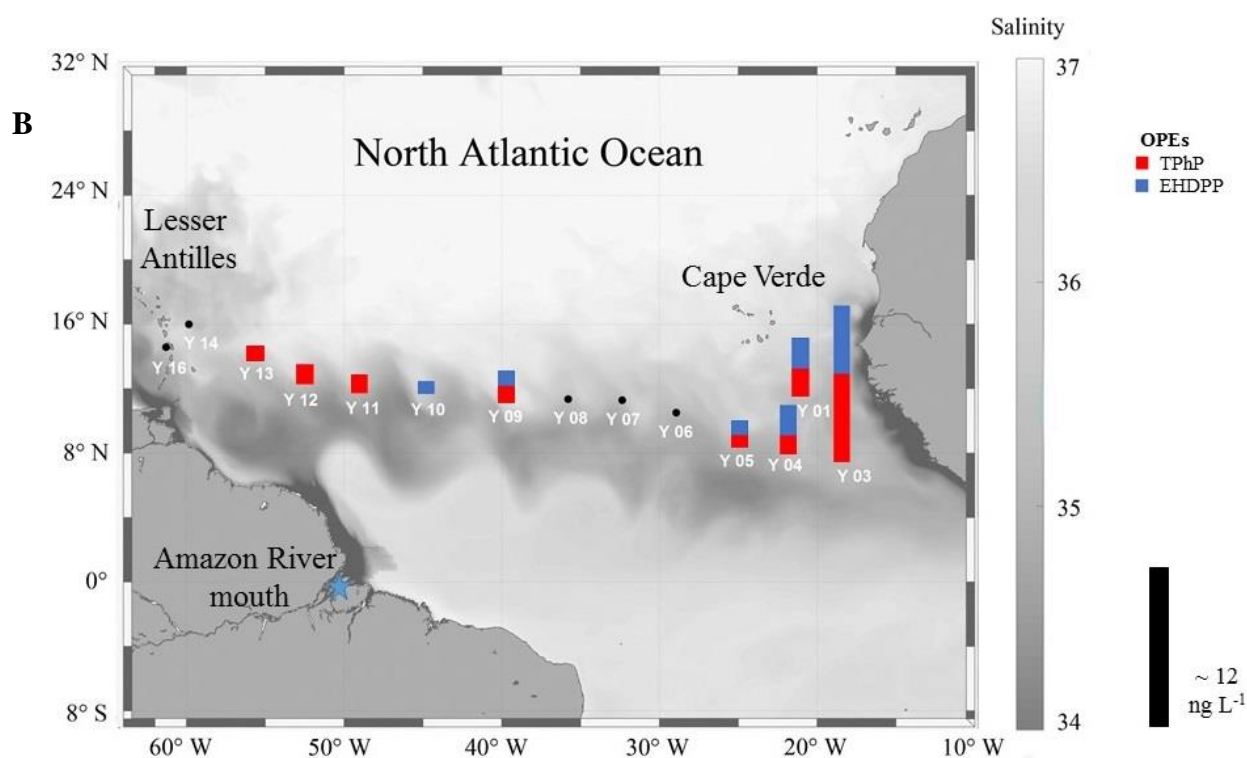 Salinity
32° N
37
B
North Atlantic Ocean
OPEs
TPhP
EHDPP
24° N
Lesser
Antilles
Cape Verde
36
16° N
Y 14
Y 16
Y 13
Y 12
Y 11
Y 10
Y 09
Y 08
Y 07
Y 06
Y 05
Y 04
Y 01
Y 03
8° N
35
Amazon River
mouth
0°
~ 12
ng L-1
8° S
34
60° W
50° W
40° W
30° W
20° W
10° W